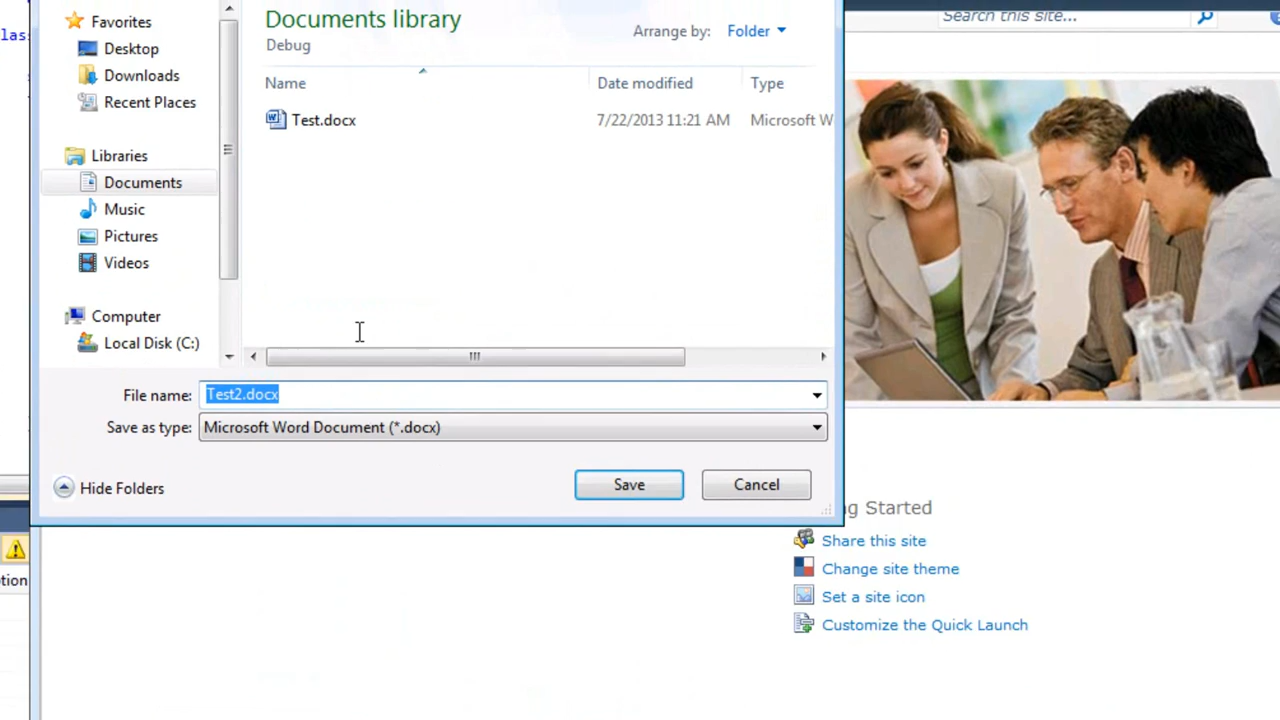 Favorites
Desktop
Downloads
Recent Places
Libraries
Documents
Music
Pictures
Videos
Computer
Local Disk (C:)
Documents library
Debug
Arrange by: Folder
Name Date modified Type
Test.docx 7/22/2013 11:21 AM Microsoft W
File name: Test2.docx
Save as type: Microsoft Word Document (*.docx)
Hide Folders
Save Cancel
Search this site...
g Started
Share this site
Change site theme
Set a site icon
Customize the Quick Launch
lass
tion